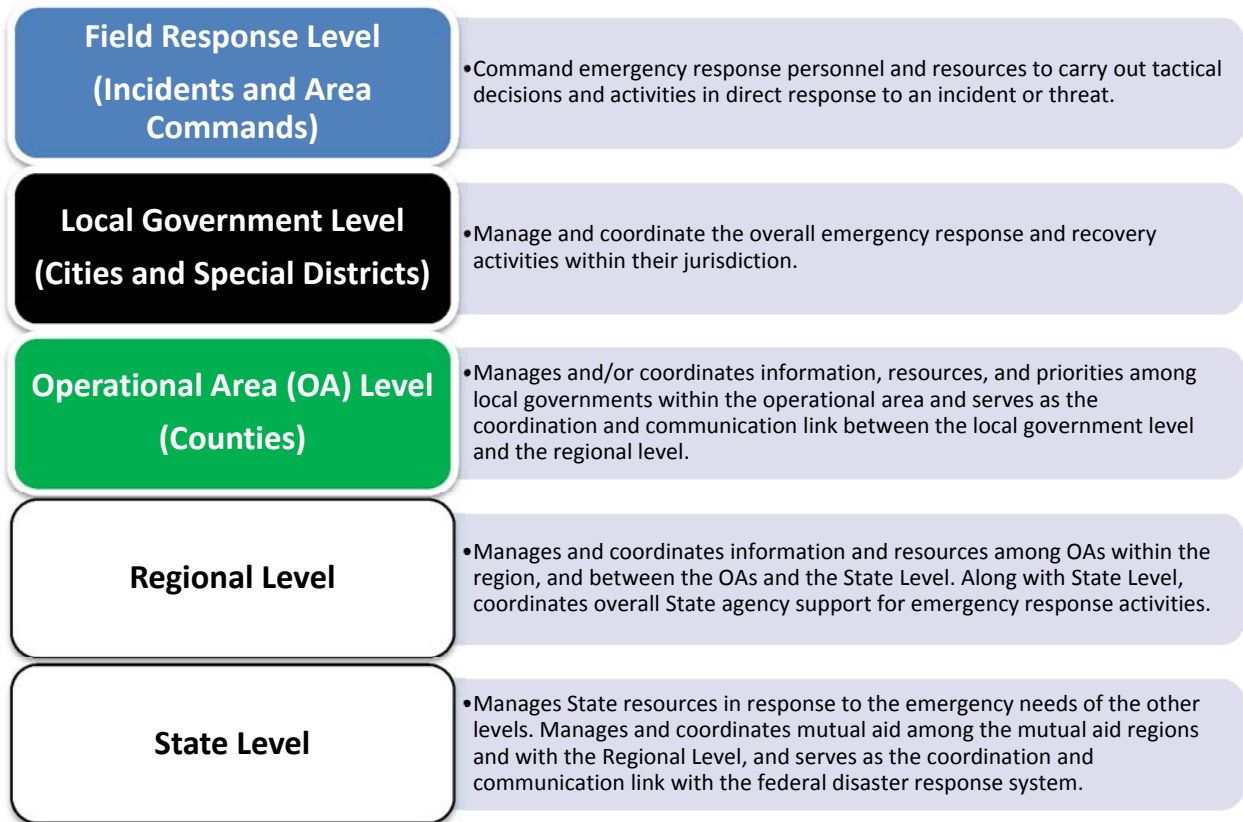 Field Response Level
(Incidents and Area
Commands)
•Command emergency response personnel and resources to carry out tactical
decisions and activities in direct response to an incident or threat.
Local Government Level
(Cities and Special Districts)
•Manage and coordinate the overall emergency response and recovery
activities within their jurisdiction.
Operational Area (OA) Level
(Counties)
•Manages and/or coordinates information, resources, and priorities among
local governments within the operational area and serves as the
coordination and communication link between the local government level
and the regional level.
Regional Level
•Manages and coordinates information and resources among OAs within the
region, and between the OAs and the State Level. Along with State Level,
coordinates overall State agency support for emergency response activities.
State Level
•Manages State resources in response to the emergency needs of the other
levels. Manages and coordinates mutual aid among the mutual aid regions
and with the Regional Level, and serves as the coordination and
communication link with the federal disaster response system.